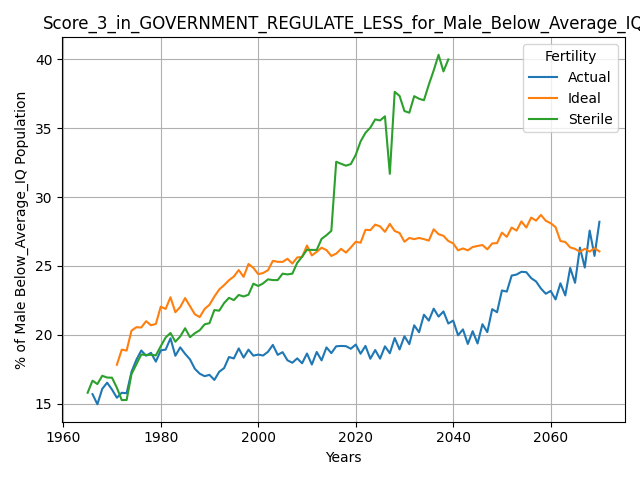 Score_3_in_GOVERNMENT_REGULATE_LESS_for_Male_Below_Average_IQ
% of Male Below_Average_IQ Population
40
35
30
25
20
15
Fertility
Actual
Ideal
Sterile
1960 1980 2000 2020 2040 2060
Years